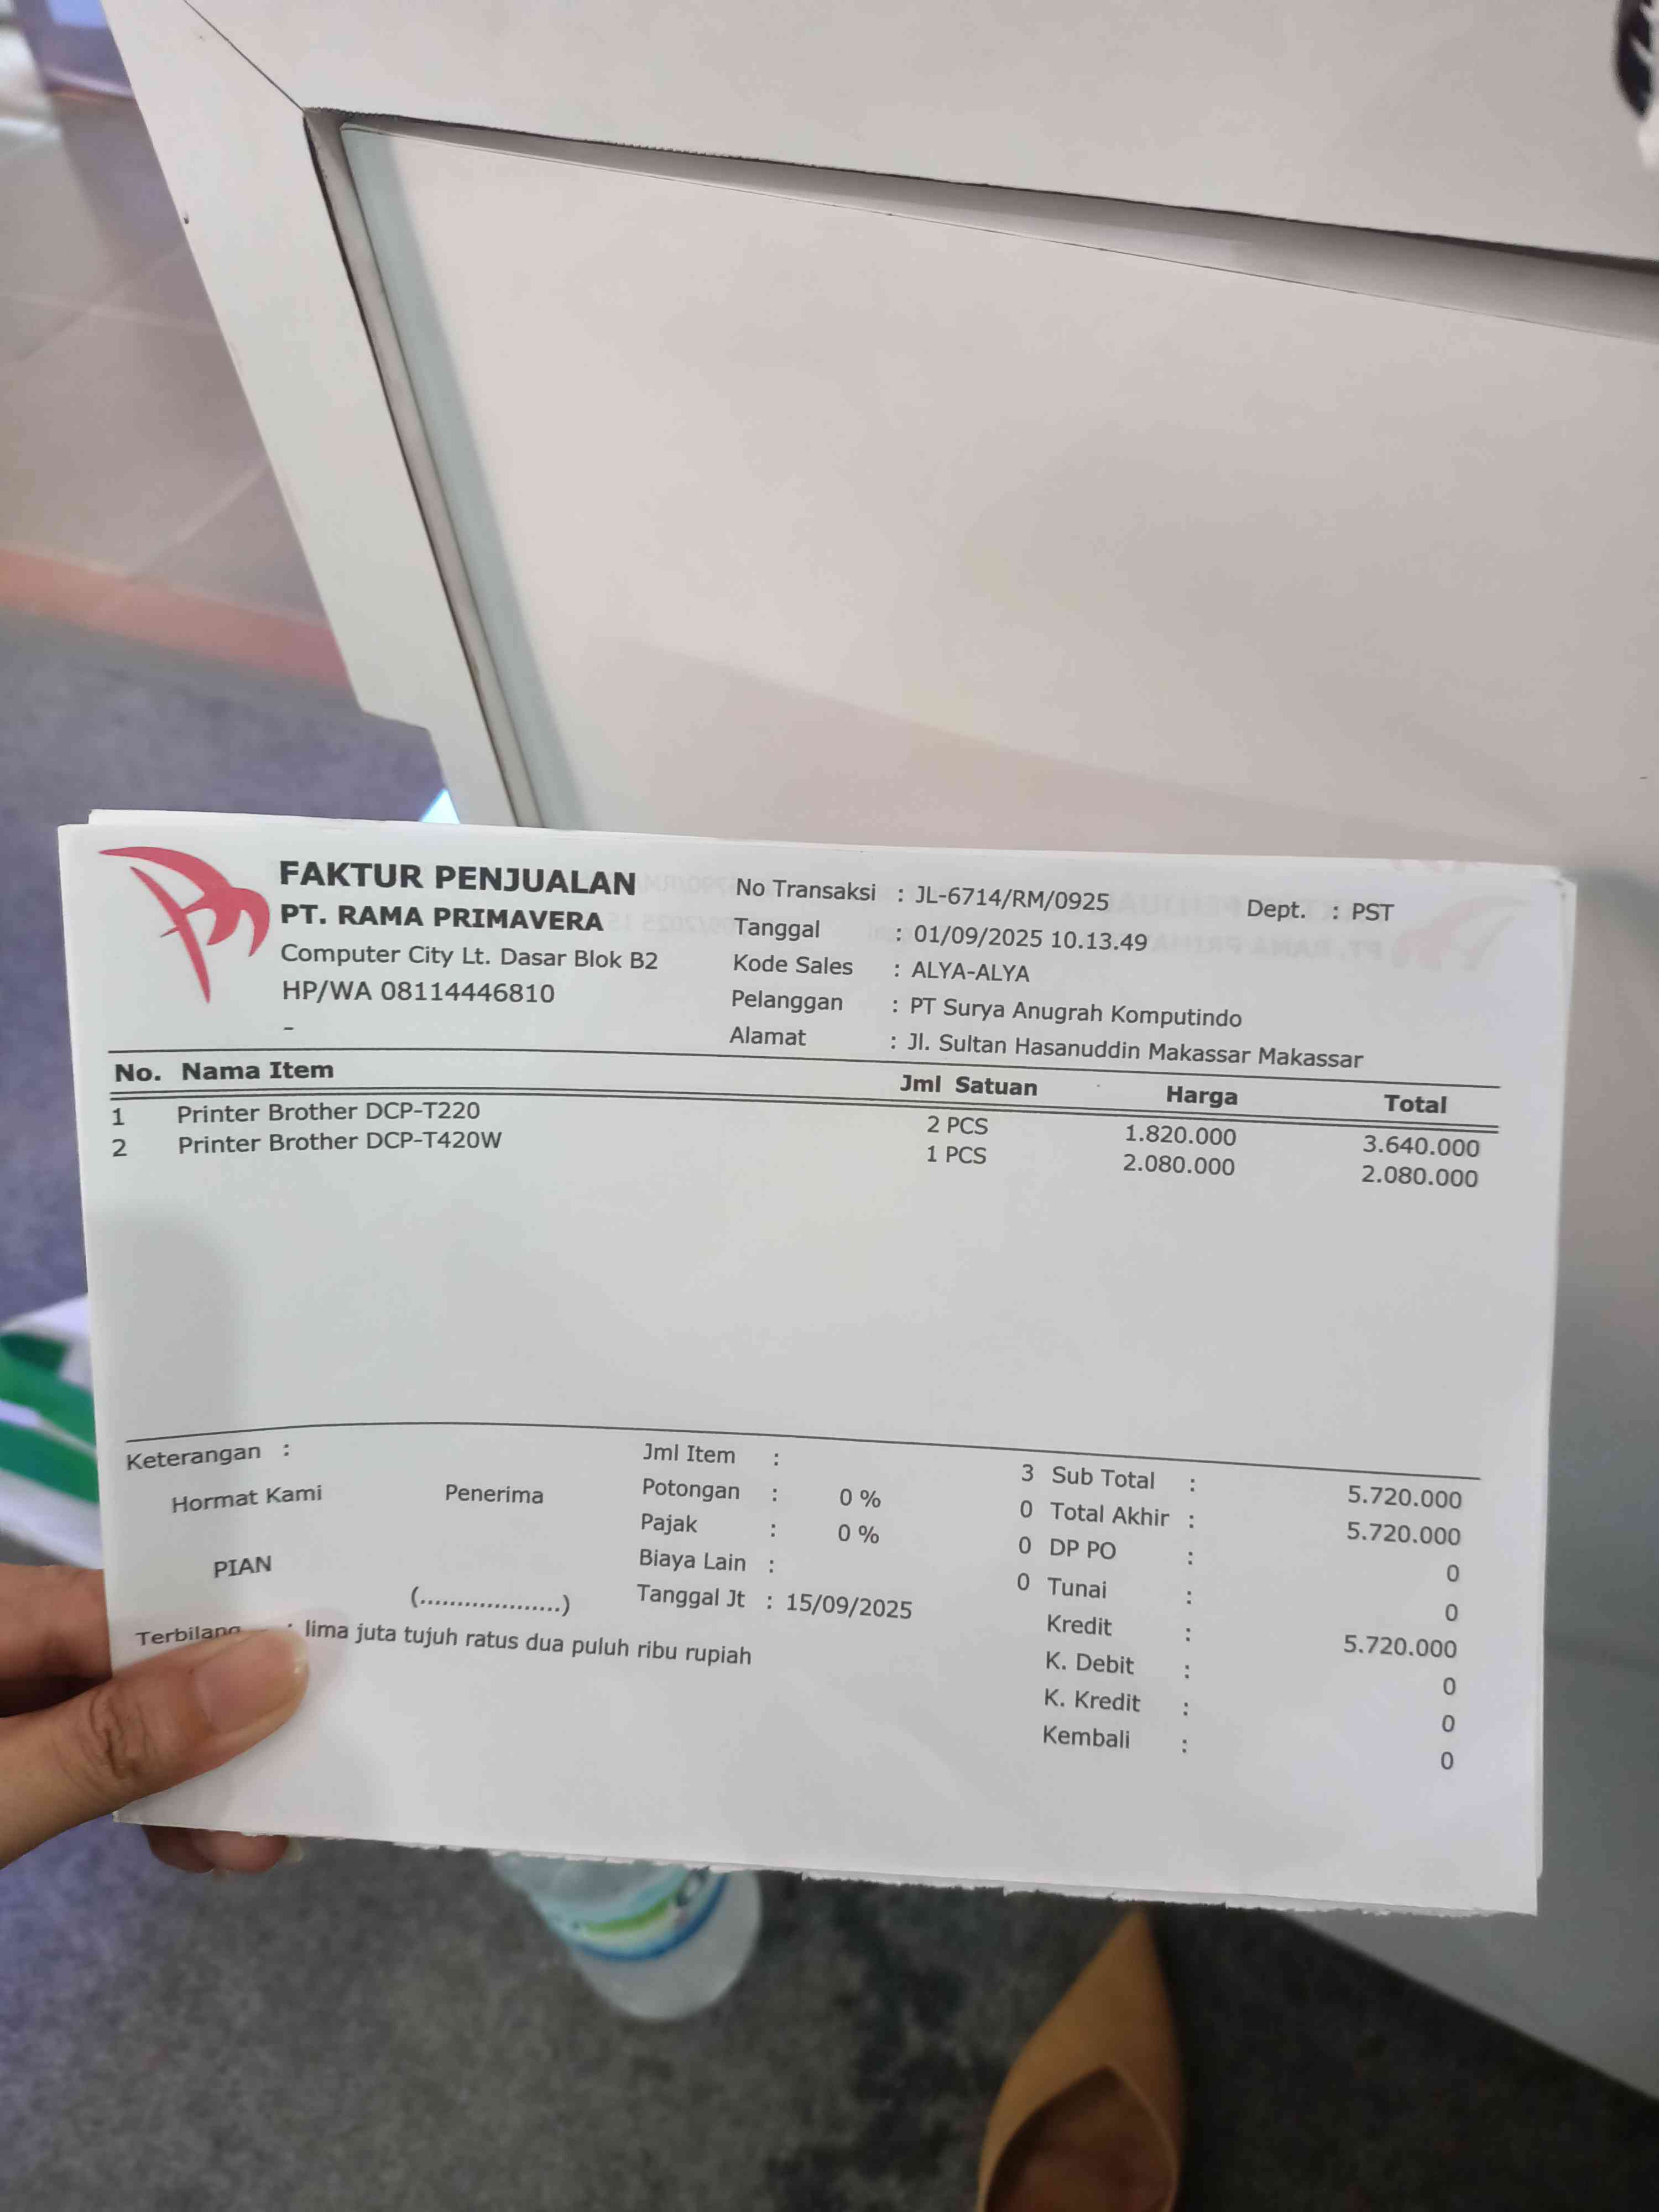 FAKTUR PENJUALAN
PT. RAMA PRIMAVERA
Computer City Lt. Dasar Blok B2
HP/WA 08114446810
-
No Transaksi : JL-6714/RM/0925 Dept. : PST
Tanggal : 01/09/2025 10.13.49
Kode Sales : ALYA-ALYA
Pelanggan : PT Surya Anugrah Komputindo
Alamat : Jl. Sultan Hasanuddin Makassar Makassar
No. Nama Item Jml Satuan Harga Total
1 Printer Brother DCP-T220 2 PCS 1.820.000 3.640.000
2 Printer Brother DCP-T420W 1 PCS 2.080.000 2.080.000
Keterangan :
Hormat Kami Penerima
PIAN
(...................)
Jml Item : 3
Potongan : 0 % 0
Pajak : 0 % 0
Biaya Lain : 0
Tanggal Jt : 15/09/2025
Sub Total : 5.720.000
Total Akhir : 5.720.000
DP PO : 0
Tunai : 0
Kredit : 5.720.000
K. Debit : 0
K. Kredit : 0
Kembali : 0
Terbilang : lima juta tujuh ratus dua puluh ribu rupiah